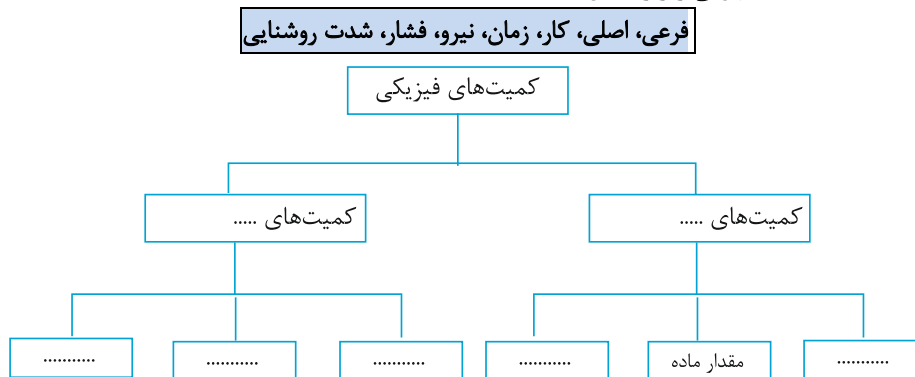 فرعی، اصلی، کار، زمان، نیرو، فشار، شدت روشنایی
کمیت‌های فیزیکی
کمیت‌های ..... کمیت‌های .....
........... مقدار ماده ........... ........... ........... ...........